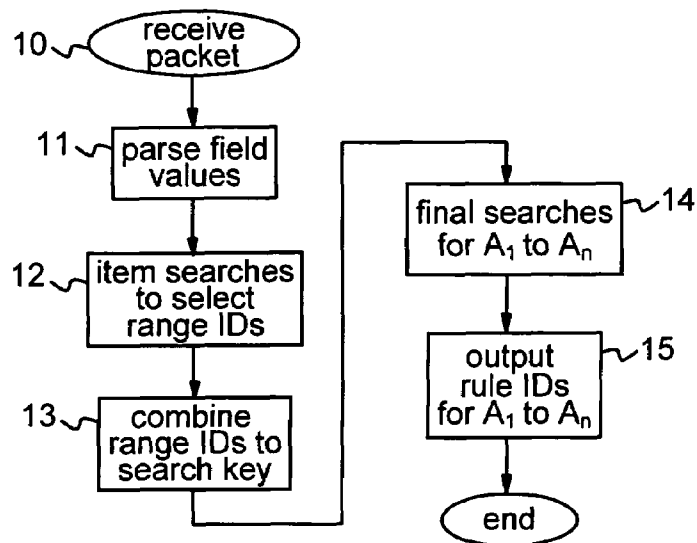 10
receive
packet
11
parse field
values
12
item searches
to select
range IDs
13
combine
range IDs to
search key
14
final searches
for A₁ to Aₙ
15
output
rule IDs
for A₁ to Aₙ
end